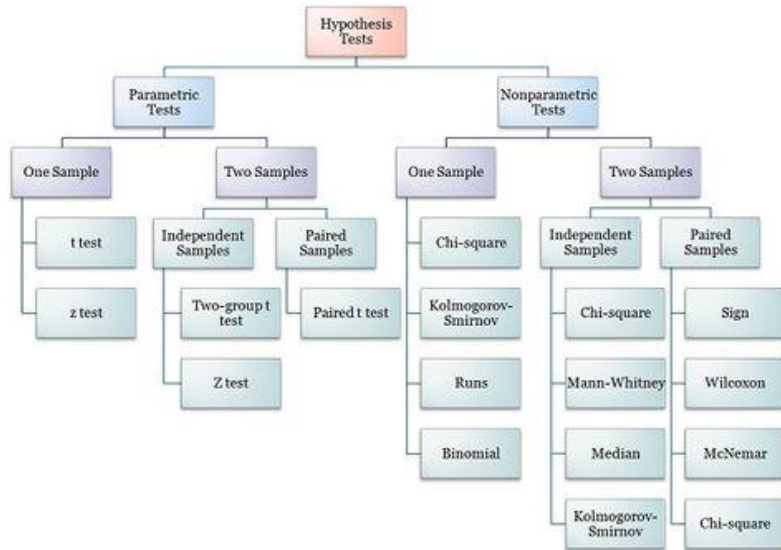 Hypothesis
Tests
Parametric
Tests
Nonparametric
Tests
One Sample
Two Samples
One Sample
Two Samples
t test
z test
Independent
Samples
Paired
Samples
Two-group t
test
Paired t test
Z test
Chi-square
Kolmogorov-
Smirnov
Runs
Binomial
Independent
Samples
Paired
Samples
Chi-square
Mann-Whitney
Median
Kolmogorov-
Smirnov
Sign
Wilcoxon
McNemar
Chi-square